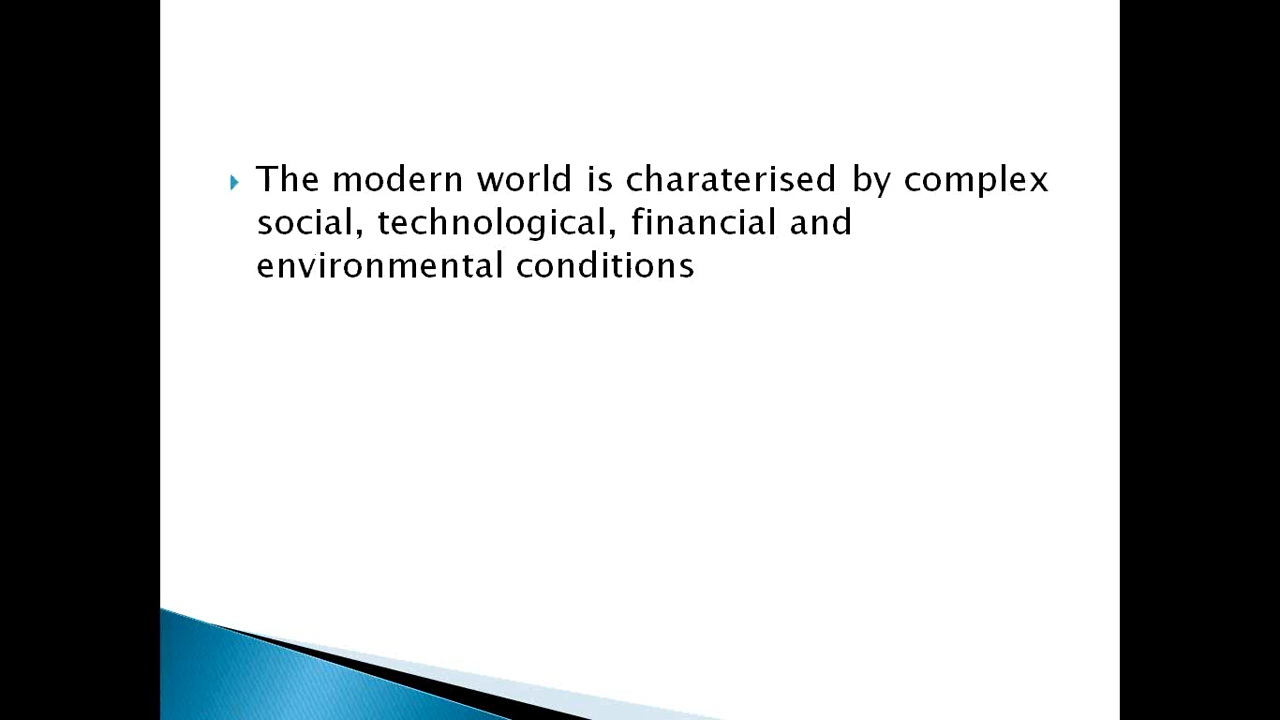 The modern world is charaterised by complex
social, technological, financial and
environmental conditions